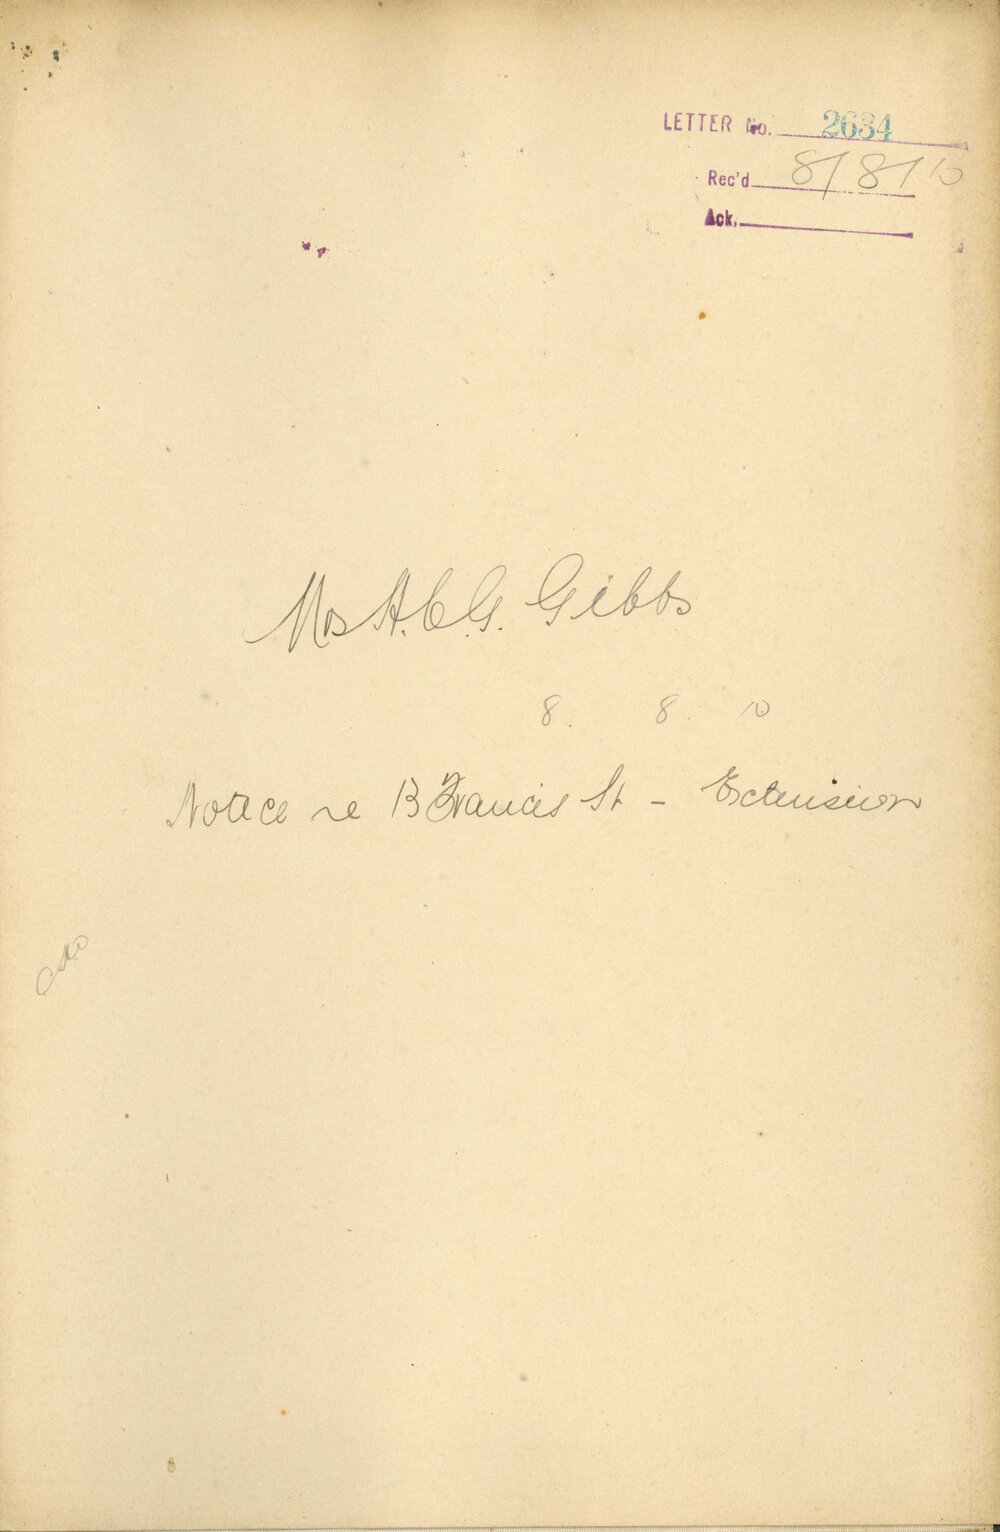 LETTER No. 2634
Rec'd 8/8/10
Ack.
Mrs A.C.G. Gibbs
8. 8. 10
Notice re B Francis St - Extension